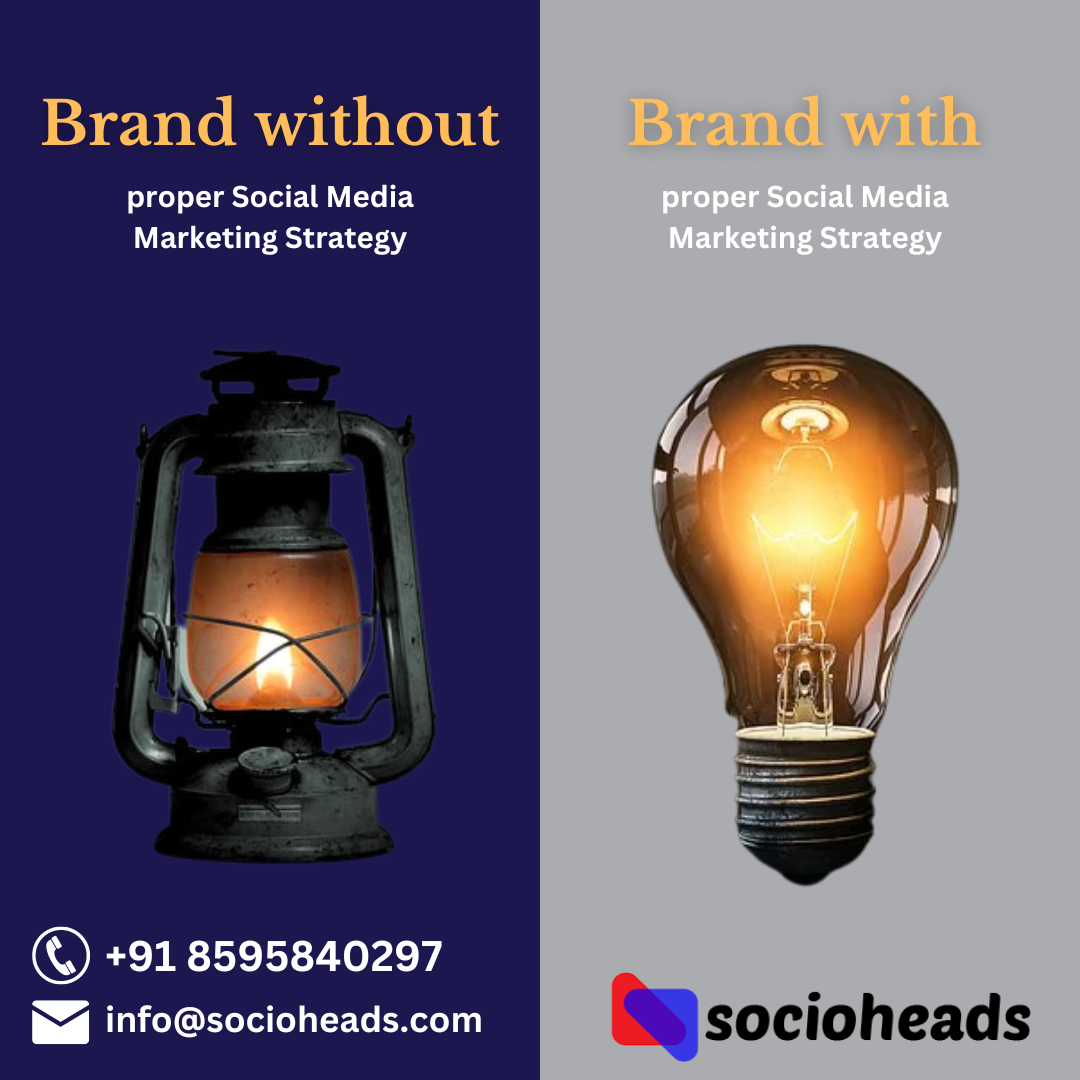 Brand without
proper Social Media
Marketing Strategy
Brand with
proper Social Media
Marketing Strategy
+91 8595840297
info@socioheads.com
socioheads